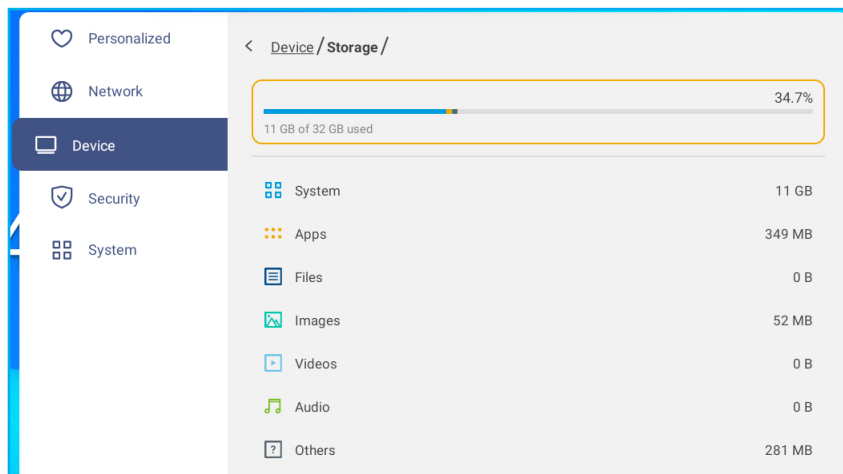 Personalized
Network
Device
Security
System
Device/Storage/
34.7%
11 GB of 32 GB used
System 11 GB
Apps 349 MB
Files 0 B
Images 52 MB
Videos 0 B
Audio 0 B
Others 281 MB